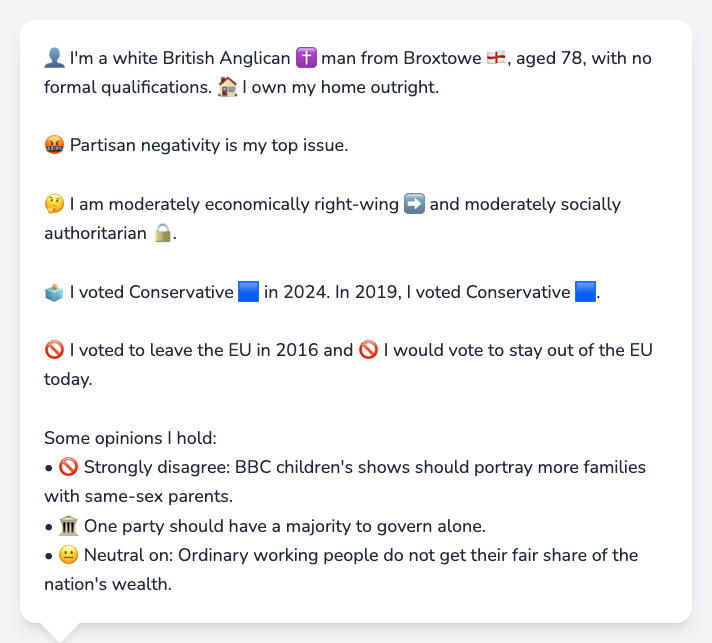 👤 I'm a white British Anglican ✝️ man from Broxtowe 🏴󠁧󠁢󠁥󠁮󠁧󠁿, aged 78, with no
formal qualifications. 🏠 I own my home outright.
🤬 Partisan negativity is my top issue.
🤔 I am moderately economically right-wing ➡️ and moderately socially
authoritarian 🔒.
🗳️ I voted Conservative 🟦 in 2024. In 2019, I voted Conservative 🟦.
🚫 I voted to leave the EU in 2016 and 🚫 I would vote to stay out of the EU
today.
Some opinions I hold:
• 🚫 Strongly disagree: BBC children's shows should portray more families
with same-sex parents.
• 🏛️ One party should have a majority to govern alone.
• 😐 Neutral on: Ordinary working people do not get their fair share of the
nation's wealth.